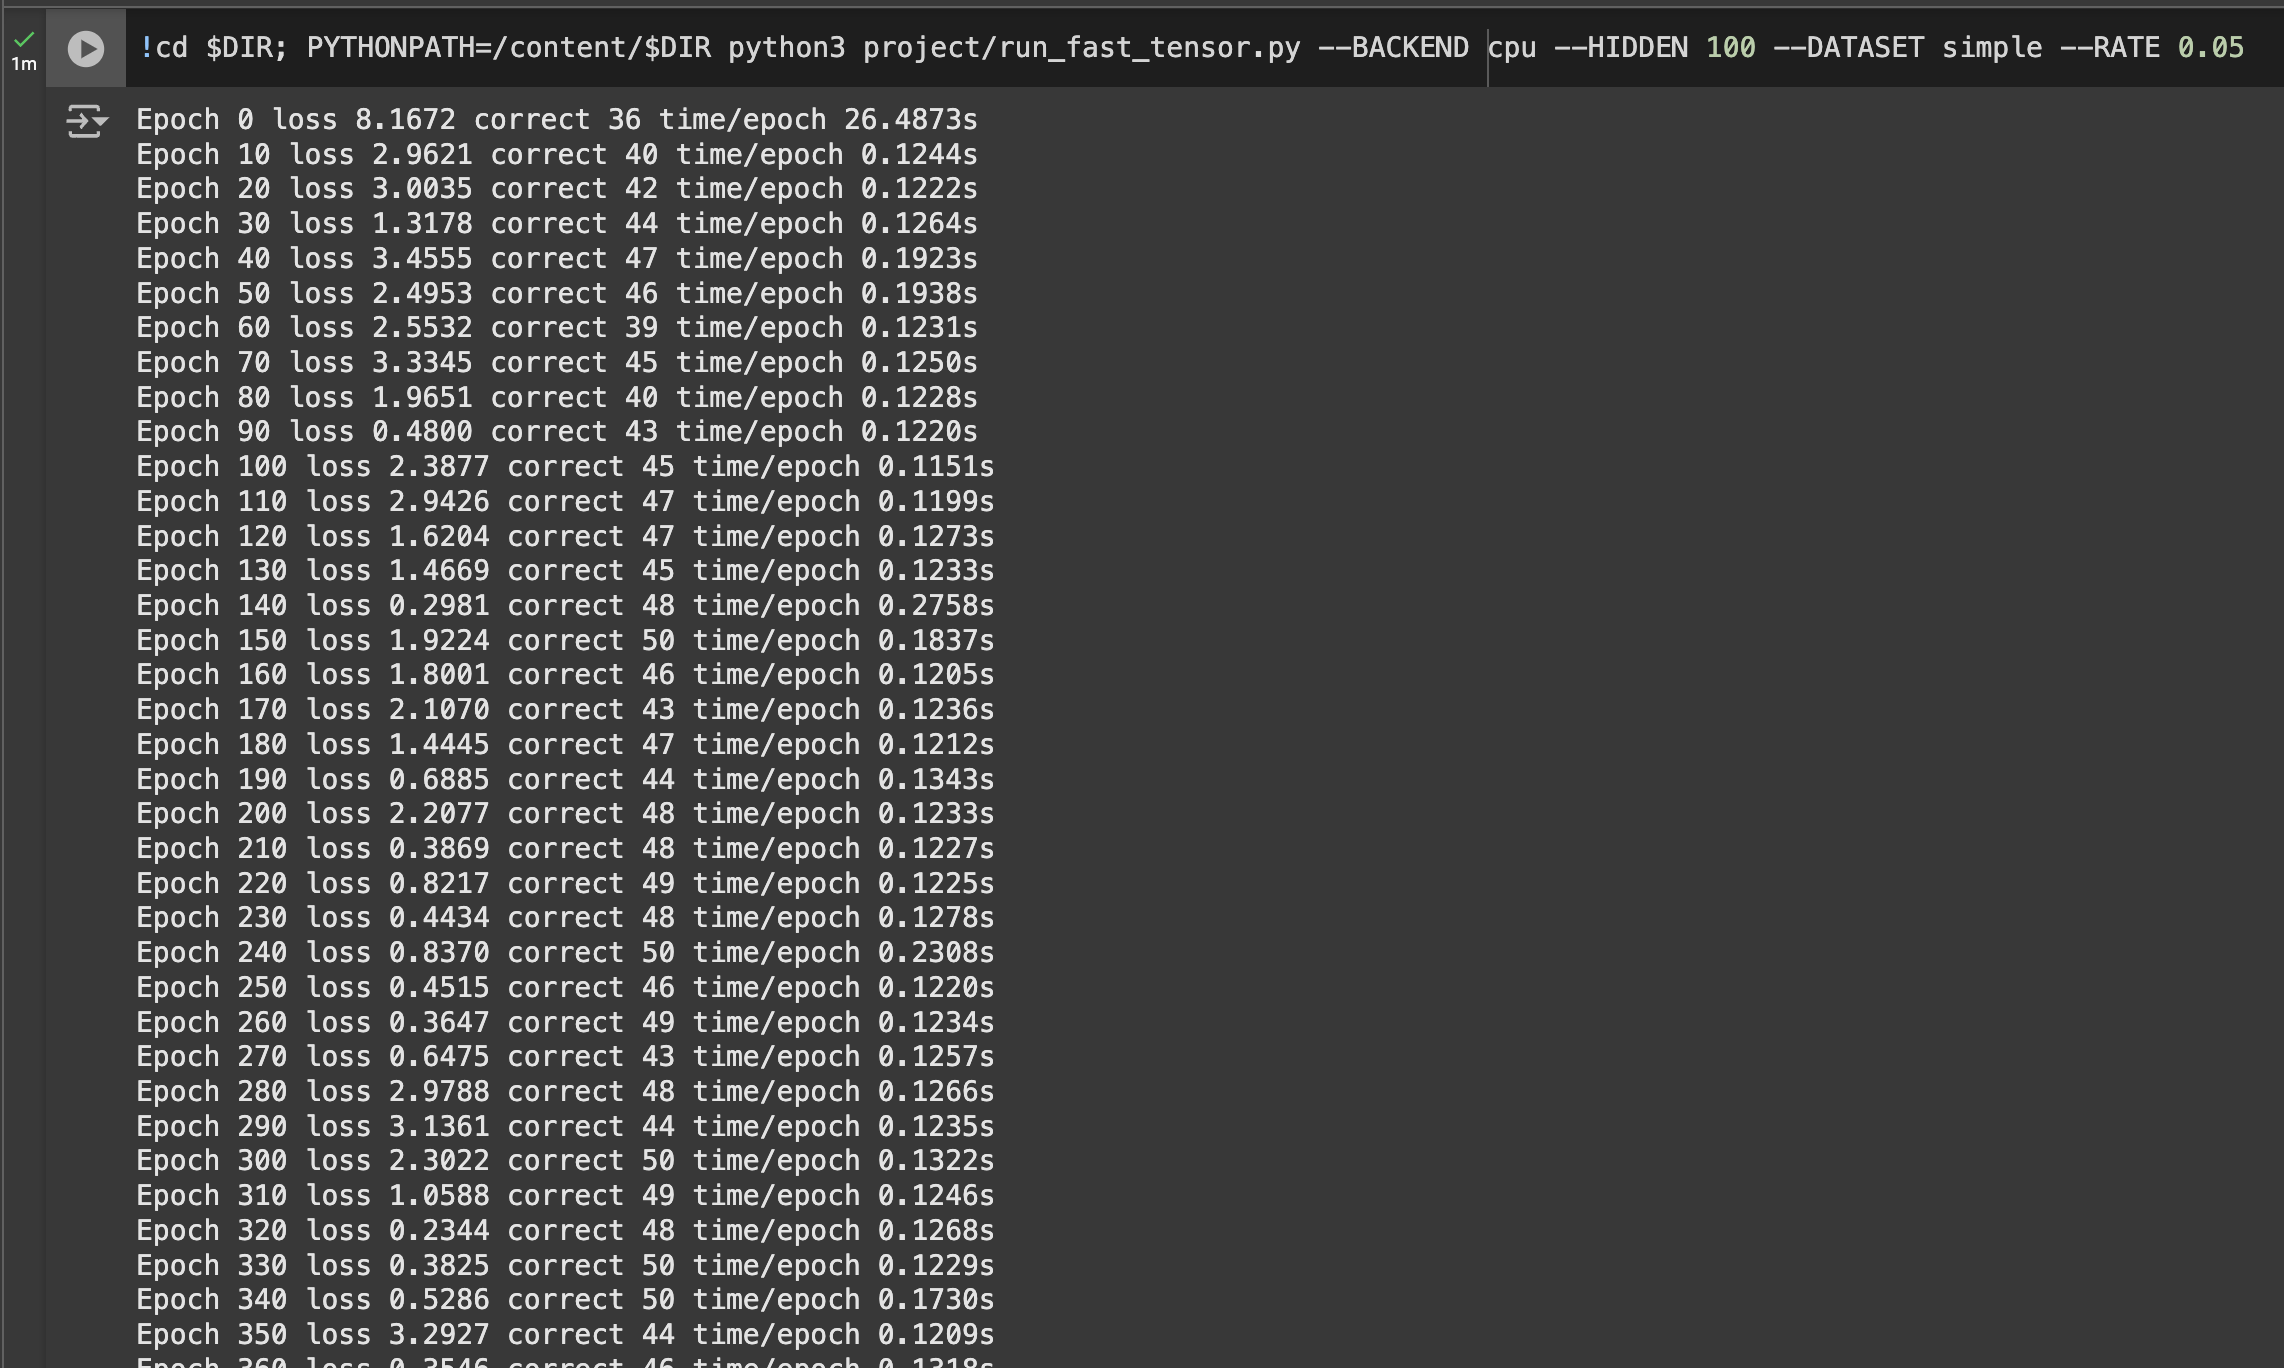 1m
!cd $DIR; PYTHONPATH=/content/$DIR python3 project/run_fast_tensor.py --BACKEND cpu --HIDDEN 100 --DATASET simple --RATE 0.05
Epoch 0 loss 8.1672 correct 36 time/epoch 26.4873s
Epoch 10 loss 2.9621 correct 40 time/epoch 0.1244s
Epoch 20 loss 3.0035 correct 42 time/epoch 0.1222s
Epoch 30 loss 1.3178 correct 44 time/epoch 0.1264s
Epoch 40 loss 3.4555 correct 47 time/epoch 0.1923s
Epoch 50 loss 2.4953 correct 46 time/epoch 0.1938s
Epoch 60 loss 2.5532 correct 39 time/epoch 0.1231s
Epoch 70 loss 3.3345 correct 45 time/epoch 0.1250s
Epoch 80 loss 1.9651 correct 40 time/epoch 0.1228s
Epoch 90 loss 0.4800 correct 43 time/epoch 0.1220s
Epoch 100 loss 2.3877 correct 45 time/epoch 0.1151s
Epoch 110 loss 2.9426 correct 47 time/epoch 0.1199s
Epoch 120 loss 1.6204 correct 47 time/epoch 0.1273s
Epoch 130 loss 1.4669 correct 45 time/epoch 0.1233s
Epoch 140 loss 0.2981 correct 48 time/epoch 0.2758s
Epoch 150 loss 1.9224 correct 50 time/epoch 0.1837s
Epoch 160 loss 1.8001 correct 46 time/epoch 0.1205s
Epoch 170 loss 2.1070 correct 43 time/epoch 0.1236s
Epoch 180 loss 1.4445 correct 47 time/epoch 0.1212s
Epoch 190 loss 0.6885 correct 44 time/epoch 0.1343s
Epoch 200 loss 2.2077 correct 48 time/epoch 0.1233s
Epoch 210 loss 0.3869 correct 48 time/epoch 0.1227s
Epoch 220 loss 0.8217 correct 49 time/epoch 0.1225s
Epoch 230 loss 0.4434 correct 48 time/epoch 0.1278s
Epoch 240 loss 0.8370 correct 50 time/epoch 0.2308s
Epoch 250 loss 0.4515 correct 46 time/epoch 0.1220s
Epoch 260 loss 0.3647 correct 49 time/epoch 0.1234s
Epoch 270 loss 0.6475 correct 43 time/epoch 0.1257s
Epoch 280 loss 2.9788 correct 48 time/epoch 0.1266s
Epoch 290 loss 3.1361 correct 44 time/epoch 0.1235s
Epoch 300 loss 2.3022 correct 50 time/epoch 0.1322s
Epoch 310 loss 1.0588 correct 49 time/epoch 0.1246s
Epoch 320 loss 0.2344 correct 48 time/epoch 0.1268s
Epoch 330 loss 0.3825 correct 50 time/epoch 0.1229s
Epoch 340 loss 0.5286 correct 50 time/epoch 0.1730s
Epoch 350 loss 3.2927 correct 44 time/epoch 0.1209s
Epoch 360 loss 0.3546 correct 46 time/epoch 0.1318s